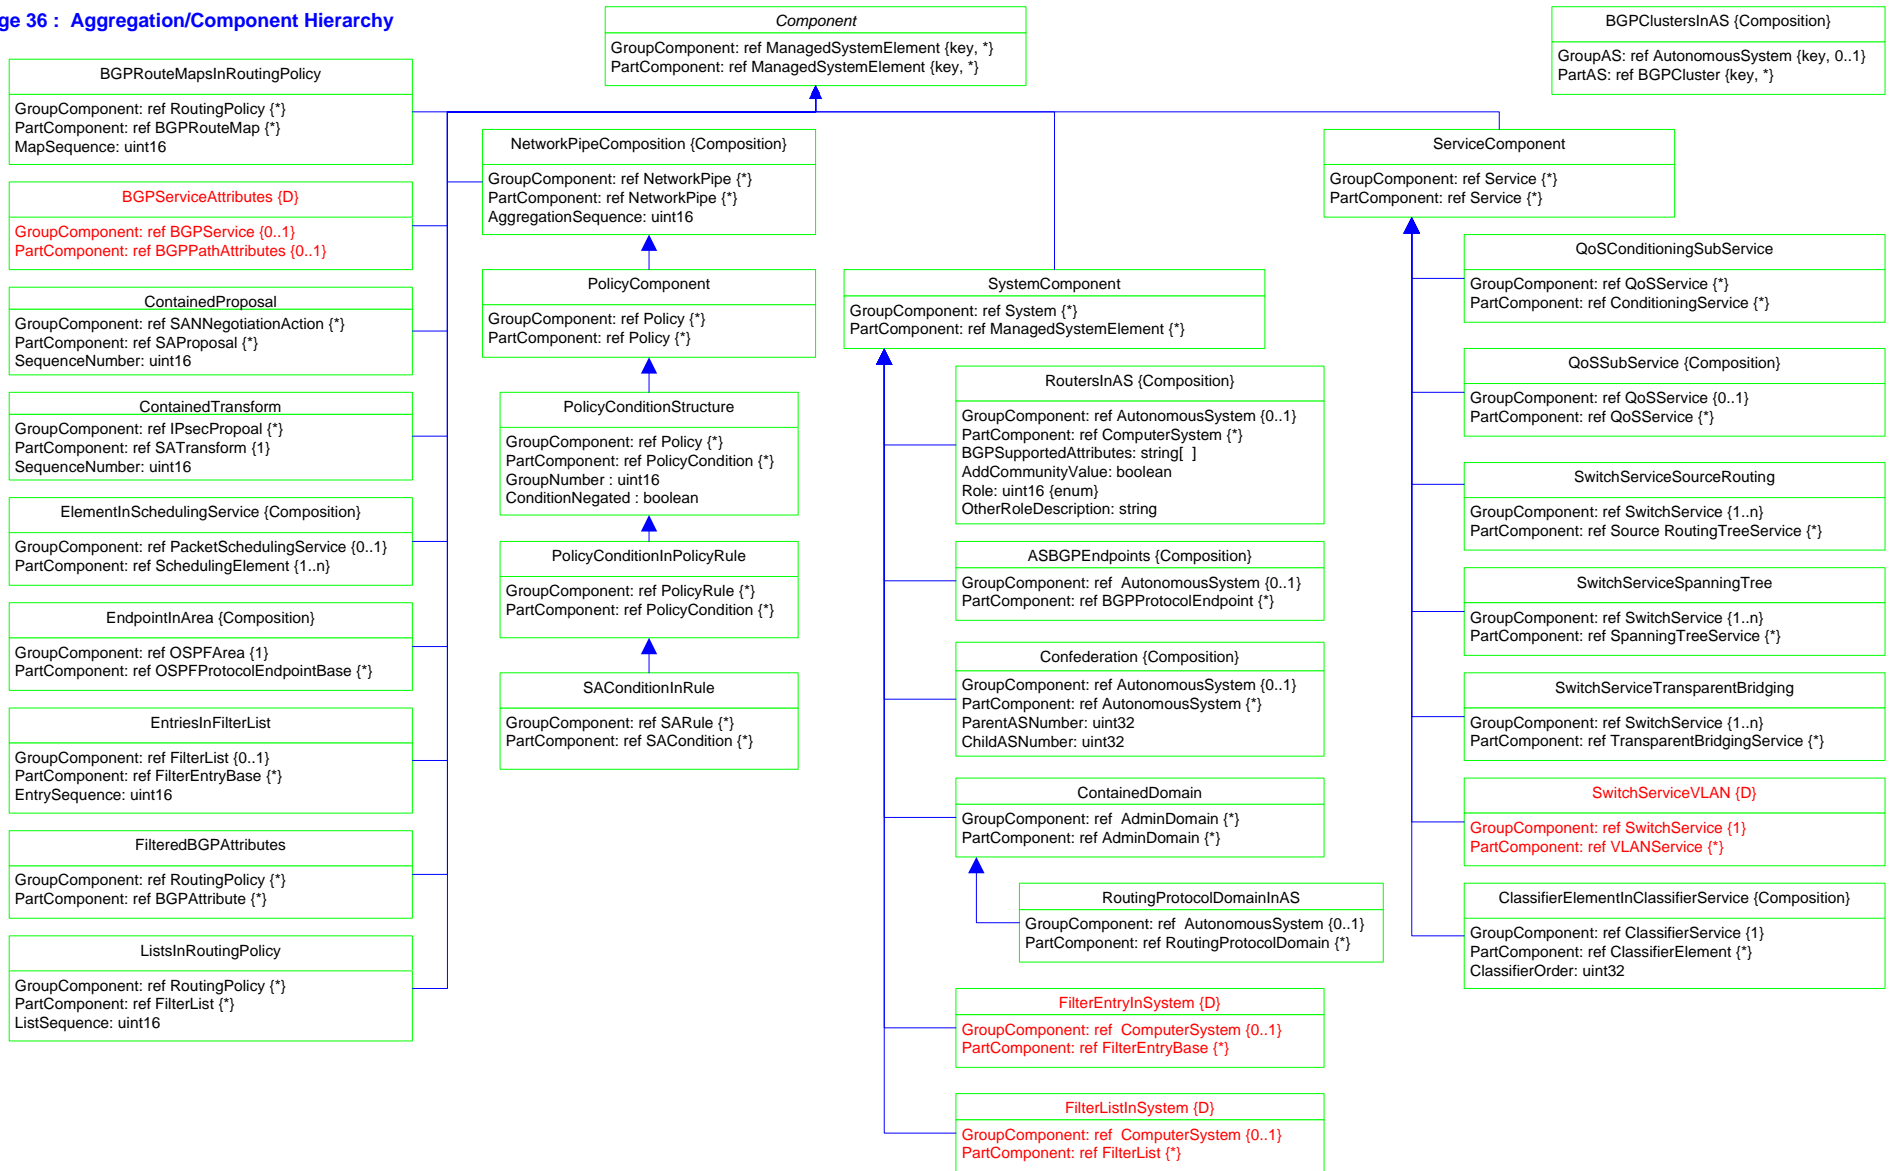 ge 36 : Aggregation/Component Hierarchy
Component
GroupComponent: ref ManagedSystemElement {key, *}
PartComponent: ref ManagedSystemElement {key, *}
BGPClustersInAS {Composition}
GroupAS: ref AutonomousSystem {key, 0..1}
PartAS: ref BGPCluster {key, *}
BGPRouteMapsInRoutingPolicy
GroupComponent: ref RoutingPolicy {*}
PartComponent: ref BGPRouteMap {*}
MapSequence: uint16
BGPServiceAttributes {D}
GroupComponent: ref BGPService {0..1}
PartComponent: ref BGPPathAttributes {0..1}
ContainedProposal
GroupComponent: ref SANNegotiationAction {*}
PartComponent: ref SAProposal {*}
SequenceNumber: uint16
ContainedTransform
GroupComponent: ref IPsecPropoal {*}
PartComponent: ref SATransform {1}
SequenceNumber: uint16
ElementInSchedulingService {Composition}
GroupComponent: ref PacketSchedulingService {0..1}
PartComponent: ref SchedulingElement {1..n}
EndpointInArea {Composition}
GroupComponent: ref OSPFArea {1}
PartComponent: ref OSPFProtocolEndpointBase {*}
EntriesInFilterList
GroupComponent: ref FilterList {0..1}
PartComponent: ref FilterEntryBase {*}
EntrySequence: uint16
FilteredBGPAttributes
GroupComponent: ref RoutingPolicy {*}
PartComponent: ref BGPAttribute {*}
ListsInRoutingPolicy
GroupComponent: ref RoutingPolicy {*}
PartComponent: ref FilterList {*}
ListSequence: uint16
NetworkPipeComposition {Composition}
GroupComponent: ref NetworkPipe {*}
PartComponent: ref NetworkPipe {*}
AggregationSequence: uint16
PolicyComponent
GroupComponent: ref Policy {*}
PartComponent: ref Policy {*}
PolicyConditionStructure
GroupComponent: ref Policy {*}
PartComponent: ref PolicyCondition {*}
GroupNumber : uint16
ConditionNegated : boolean
PolicyConditionInPolicyRule
GroupComponent: ref PolicyRule {*}
PartComponent: ref PolicyCondition {*}
SAConditionInRule
GroupComponent: ref SARule {*}
PartComponent: ref SACondition {*}
SystemComponent
GroupComponent: ref System {*}
PartComponent: ref ManagedSystemElement {*}
RoutersInAS {Composition}
GroupComponent: ref AutonomousSystem {0..1}
PartComponent: ref ComputerSystem {*}
BGPSupportedAttributes: string[ ]
AddCommunityValue: boolean
Role: uint16 {enum}
OtherRoleDescription: string
ASBGPEndpoints {Composition}
GroupComponent: ref AutonomousSystem {0..1}
PartComponent: ref BGPProtocolEndpoint {*}
Confederation {Composition}
GroupComponent: ref AutonomousSystem {0..1}
PartComponent: ref AutonomousSystem {*}
ParentASNumber: uint32
ChildASNumber: uint32
ContainedDomain
GroupComponent: ref AdminDomain {*}
PartComponent: ref AdminDomain {*}
RoutingProtocolDomainInAS
GroupComponent: ref AutonomousSystem {0..1}
PartComponent: ref RoutingProtocolDomain {*}
FilterEntryInSystem {D}
GroupComponent: ref ComputerSystem {0..1}
PartComponent: ref FilterEntryBase {*}
FilterListInSystem {D}
GroupComponent: ref ComputerSystem {0..1}
PartComponent: ref FilterList {*}
ServiceComponent
GroupComponent: ref Service {*}
PartComponent: ref Service {*}
QoSConditioningSubService
GroupComponent: ref QoSService {*}
PartComponent: ref ConditioningService {*}
QoSSubService {Composition}
GroupComponent: ref QoSService {0..1}
PartComponent: ref QoSService {*}
SwitchServiceSourceRouting
GroupComponent: ref SwitchService {1..n}
PartComponent: ref Source RoutingTreeService {*}
SwitchServiceSpanningTree
GroupComponent: ref SwitchService {1..n}
PartComponent: ref SpanningTreeService {*}
SwitchServiceTransparentBridging
GroupComponent: ref SwitchService {1..n}
PartComponent: ref TransparentBridgingService {*}
SwitchServiceVLAN {D}
GroupComponent: ref SwitchService {1}
PartComponent: ref VLANService {*}
ClassifierElementInClassifierService {Composition}
GroupComponent: ref ClassifierService {1}
PartComponent: ref ClassifierElement {*}
ClassifierOrder: uint32